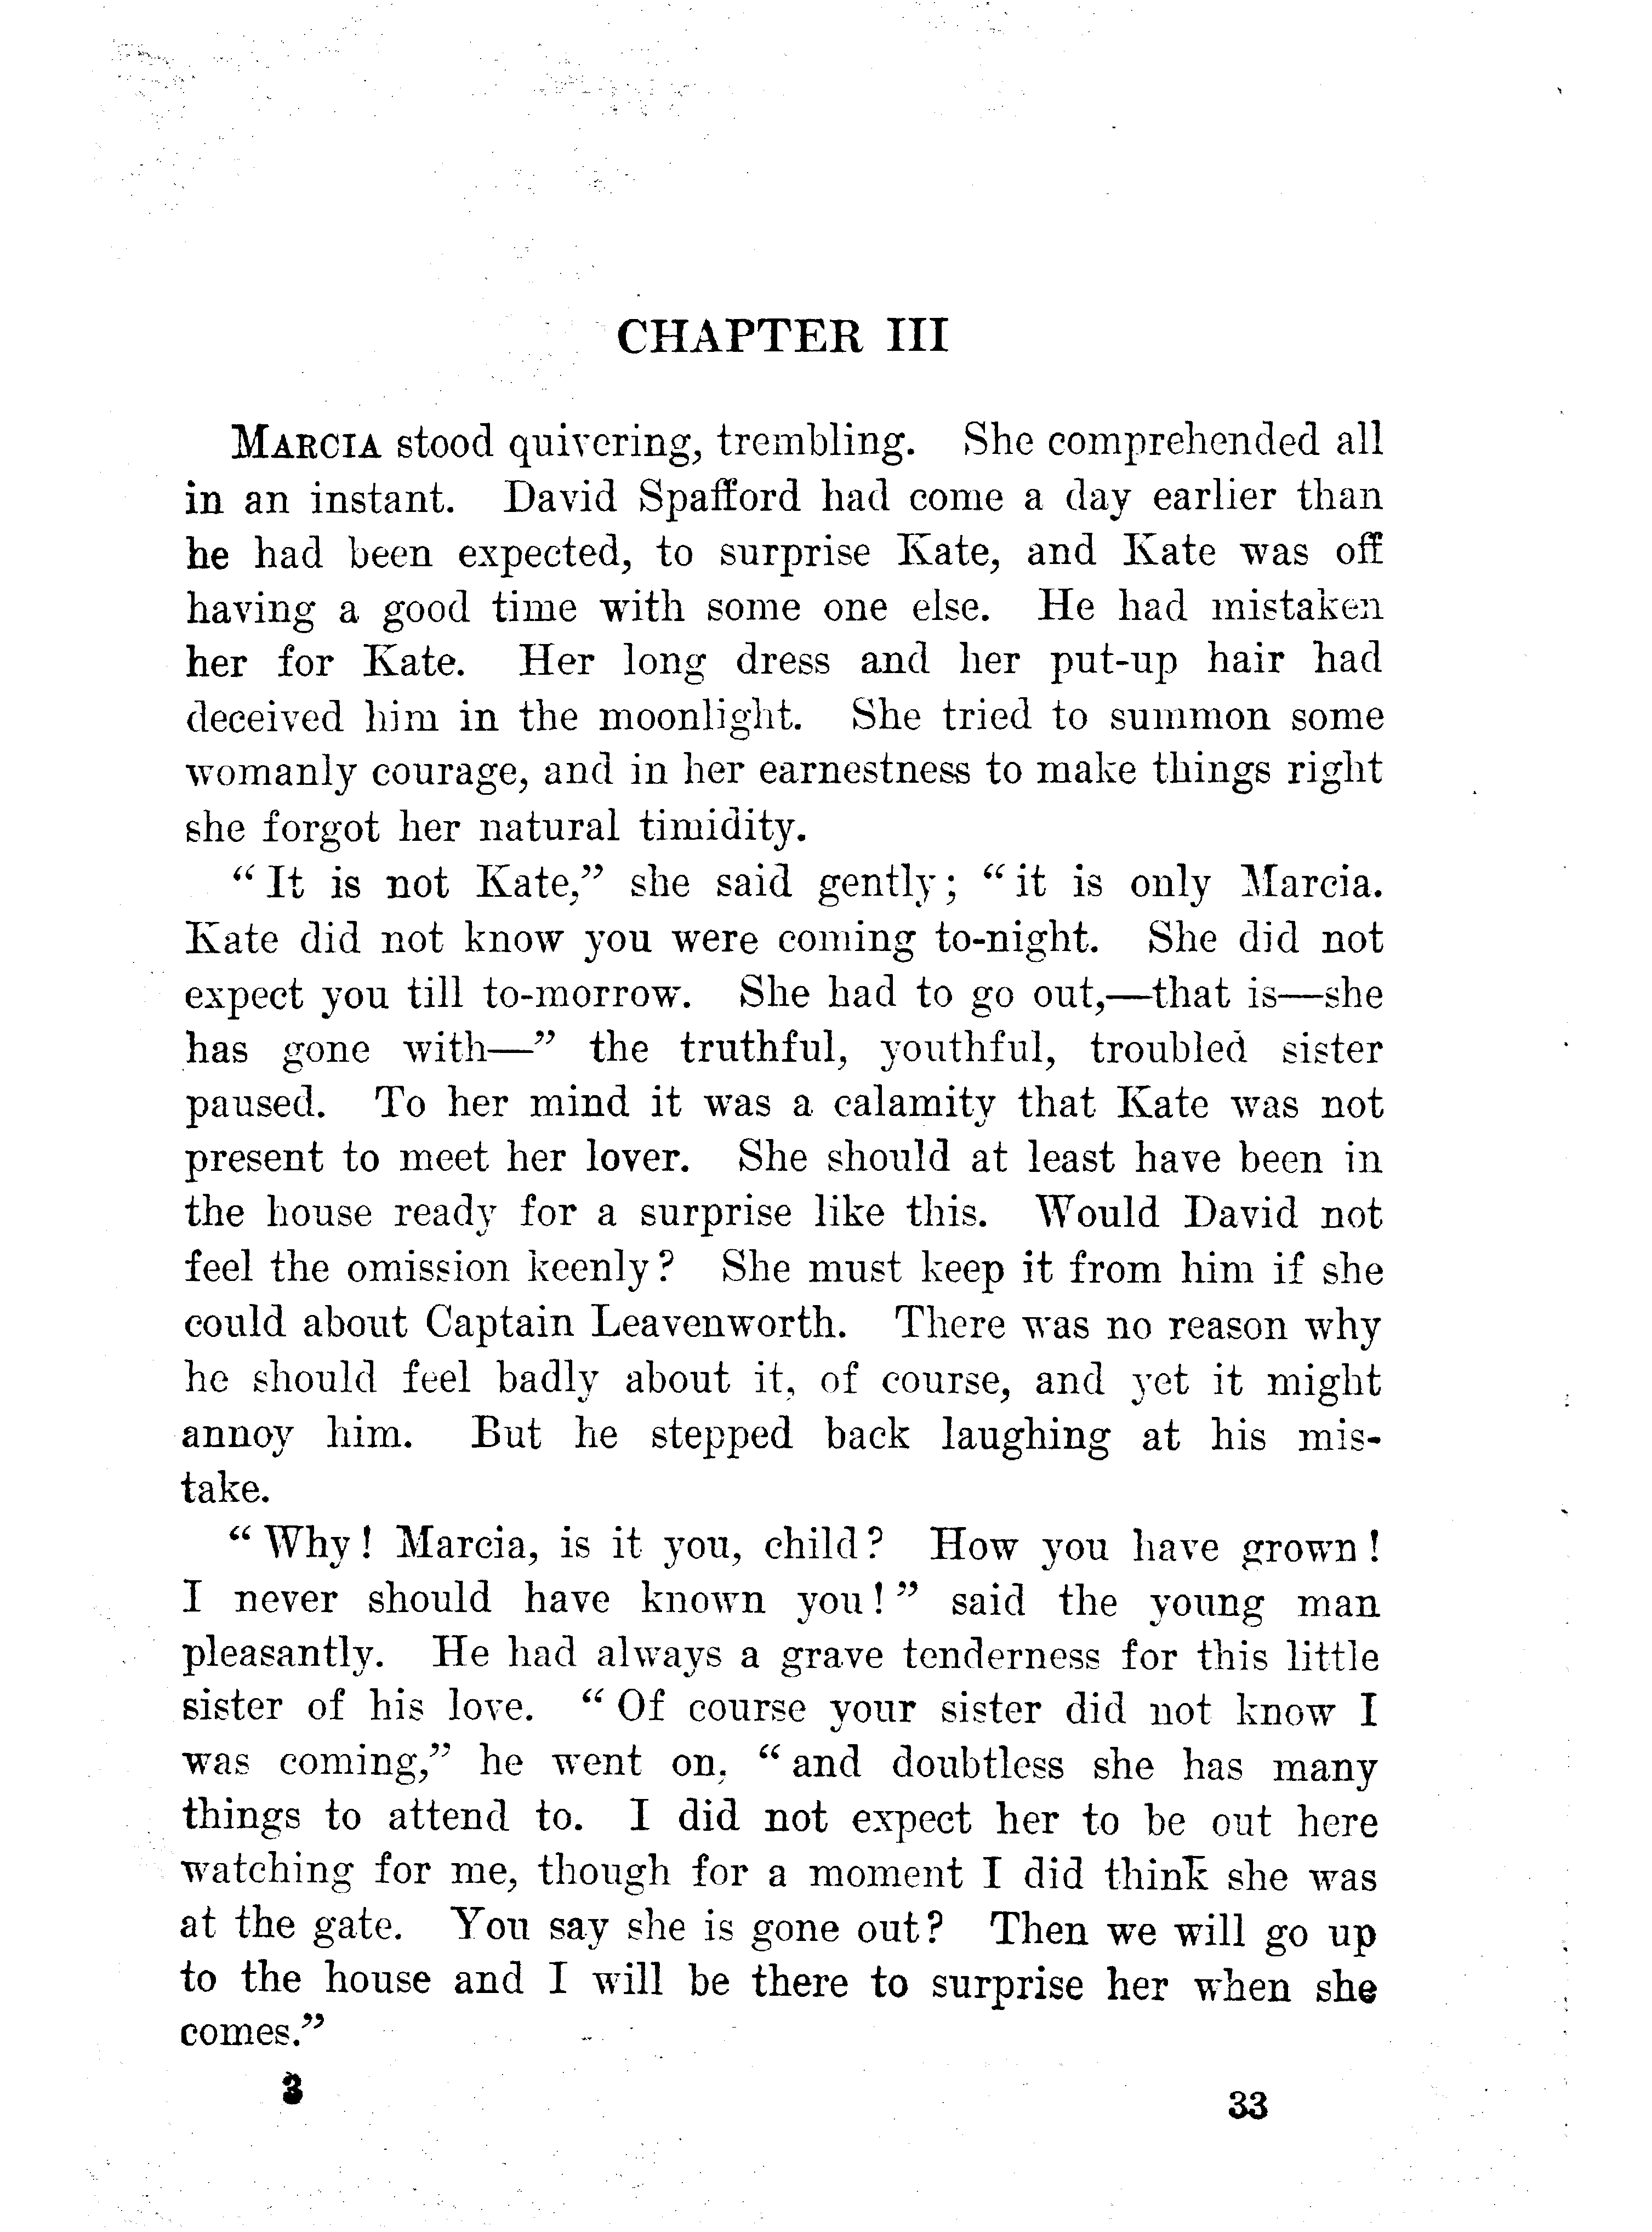 CHAPTER III
MARCIA stood quivering, trembling. She comprehended all
in an instant. David Spafford had come a day earlier than
he had been expected, to surprise Kate, and Kate was off
having a good time with some one else. He had mistaken
her for Kate. Her long dress and her put-up hair had
deceived him in the moonlight. She tried to summon some
womanly courage, and in her earnestness to make things right
she forgot her natural timidity.
“It is not Kate,” she said gently; “it is only Marcia.
Kate did not know you were coming to-night. She did not
expect you till to-morrow. She had to go out,—that is—she
has gone with—” the truthful, youthful, troubled sister
paused. To her mind it was a calamity that Kate was not
present to meet her lover. She should at least have been in
the house ready for a surprise like this. Would David not
feel the omission keenly? She must keep it from him if she
could about Captain Leavenworth. There was no reason why
he should feel badly about it, of course, and yet it might
annoy him. But he stepped back laughing at his mis-
take.
“Why! Marcia, is it you, child? How you have grown!
I never should have known you!” said the young man
pleasantly. He had always a grave tenderness for this little
sister of his love. “Of course your sister did not know I
was coming,” he went on, “and doubtless she has many
things to attend to. I did not expect her to be out here
watching for me, though for a moment I did think she was
at the gate. You say she is gone out? Then we will go up
to the house and I will be there to surprise her when she
comes.”
3 33